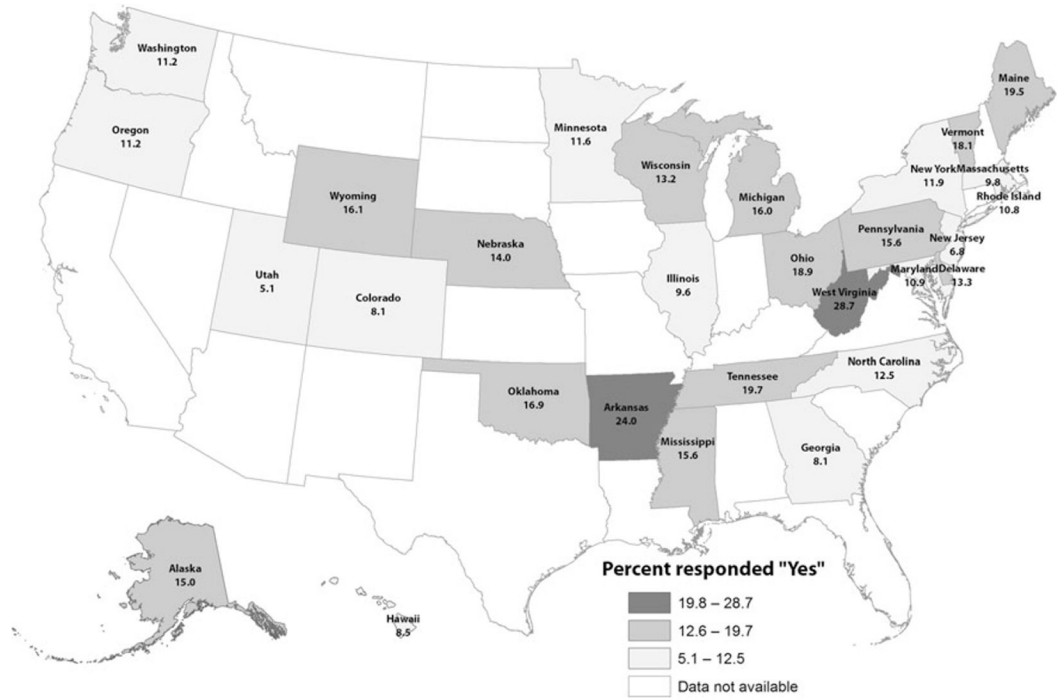 Washington
11.2
Oregon
11.2
Wyoming
16.1
Utah
5.1
Colorado
8.1
Nebraska
14.0
Oklahoma
16.9
Minnesota
11.6
Wisconsin
13.2
Michigan
16.0
Illinois
9.6
Ohio
18.9
West Virginia
28.7
Pennsylvania
15.6
New York
11.9
Vermont
18.1
Maine
19.5
Massachusetts
9.8
Rhode Island
10.8
New Jersey
6.8
Maryland
10.9
Delaware
13.3
North Carolina
12.5
Tennessee
19.7
Arkansas
24.0
Mississippi
15.6
Georgia
8.1
Alaska
15.0
Hawaii
8.5
Percent responded "Yes"
19.8 – 28.7
12.6 – 19.7
5.1 – 12.5
Data not available